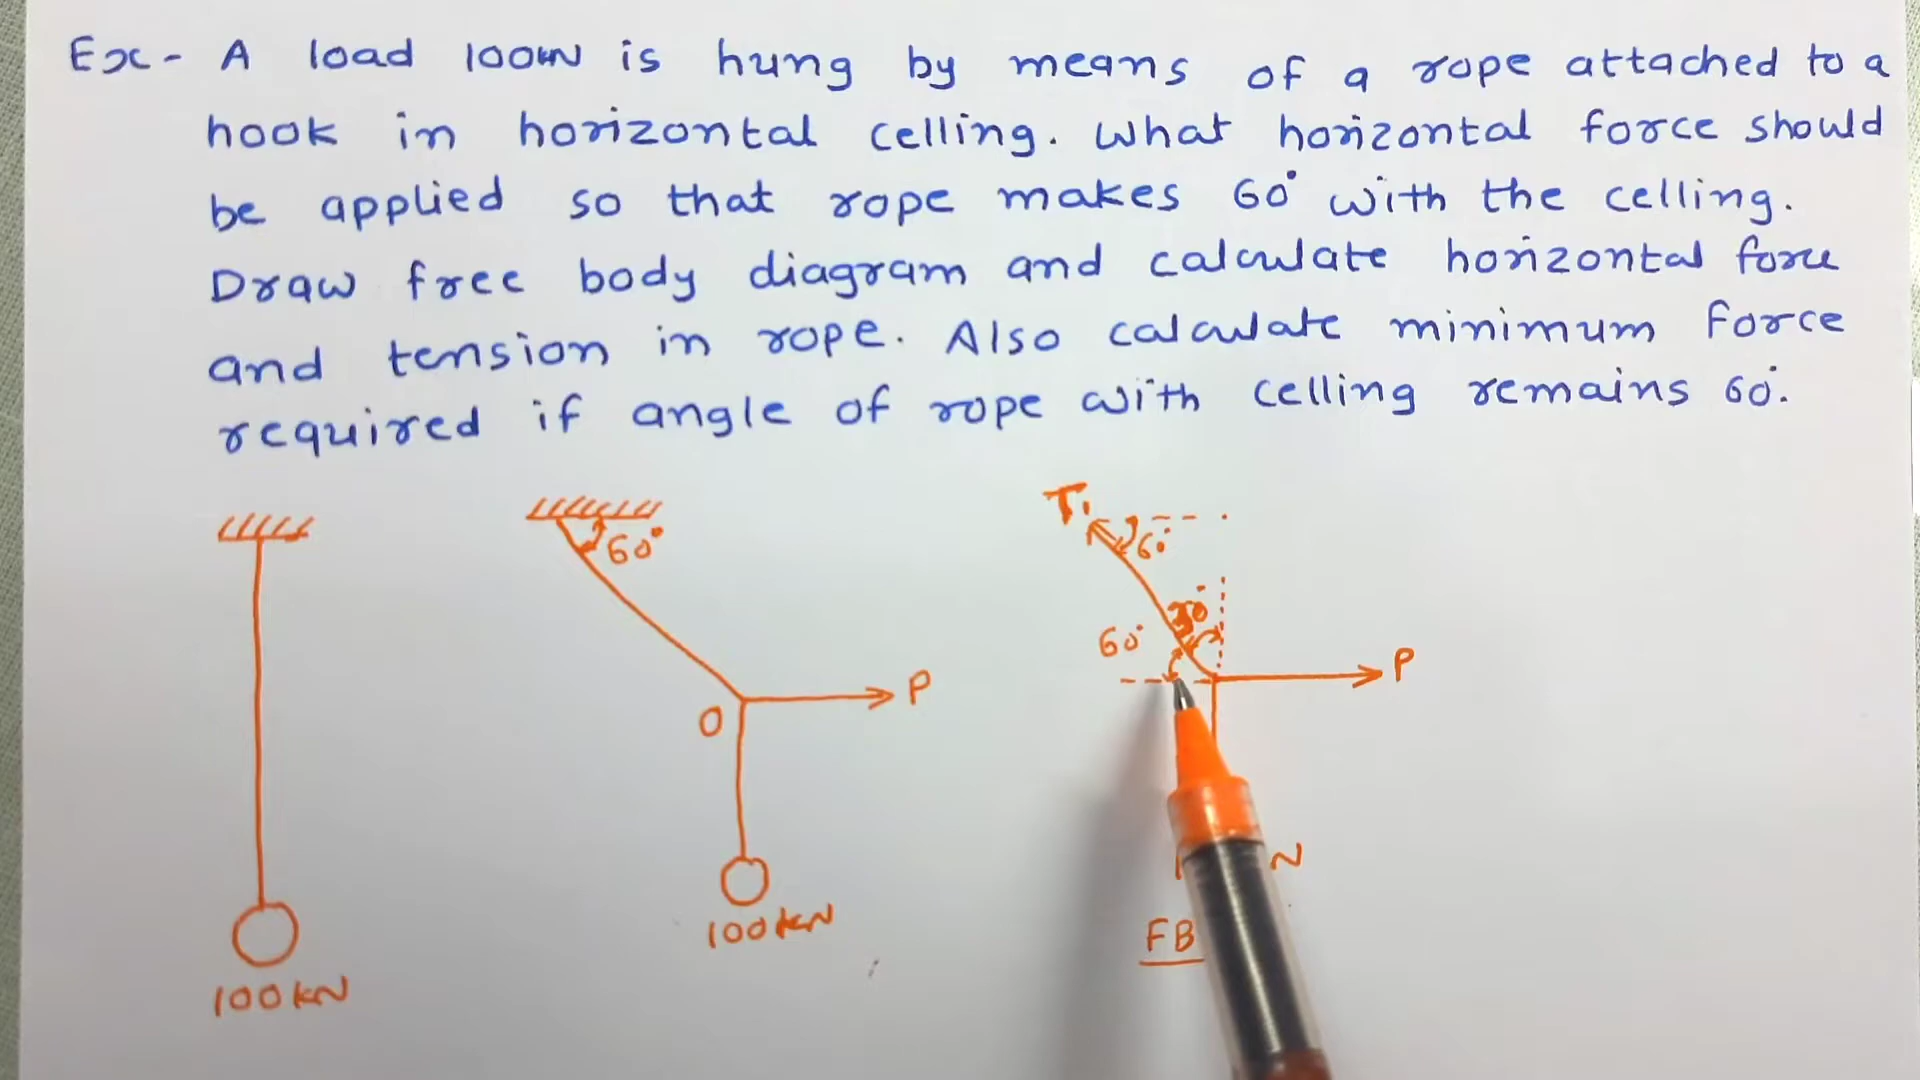 Ex- A load 100kN is hung by means of a rope attached to a
hook in horizontal celling. What horizontal force should
be applied so that rope makes 60° with the celling.
Draw free body diagram and calculate horizontal force
and tension in rope. Also calculate minimum force
required if angle of rope with celling remains 60°.
T1
60°
60°
30°
60°
P
P
O
N
100kN
FB
100kN